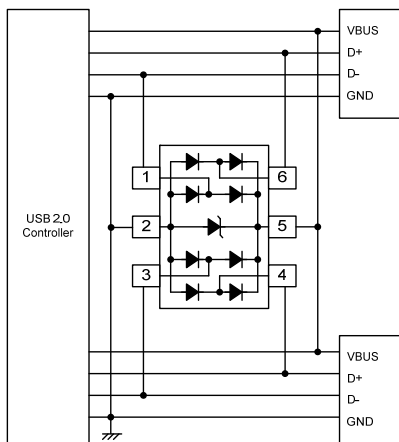 VBUS
D+
D-
GND
1
6
USB 2.0
Controller
2
5
3
4
VBUS
D+
D-
GND